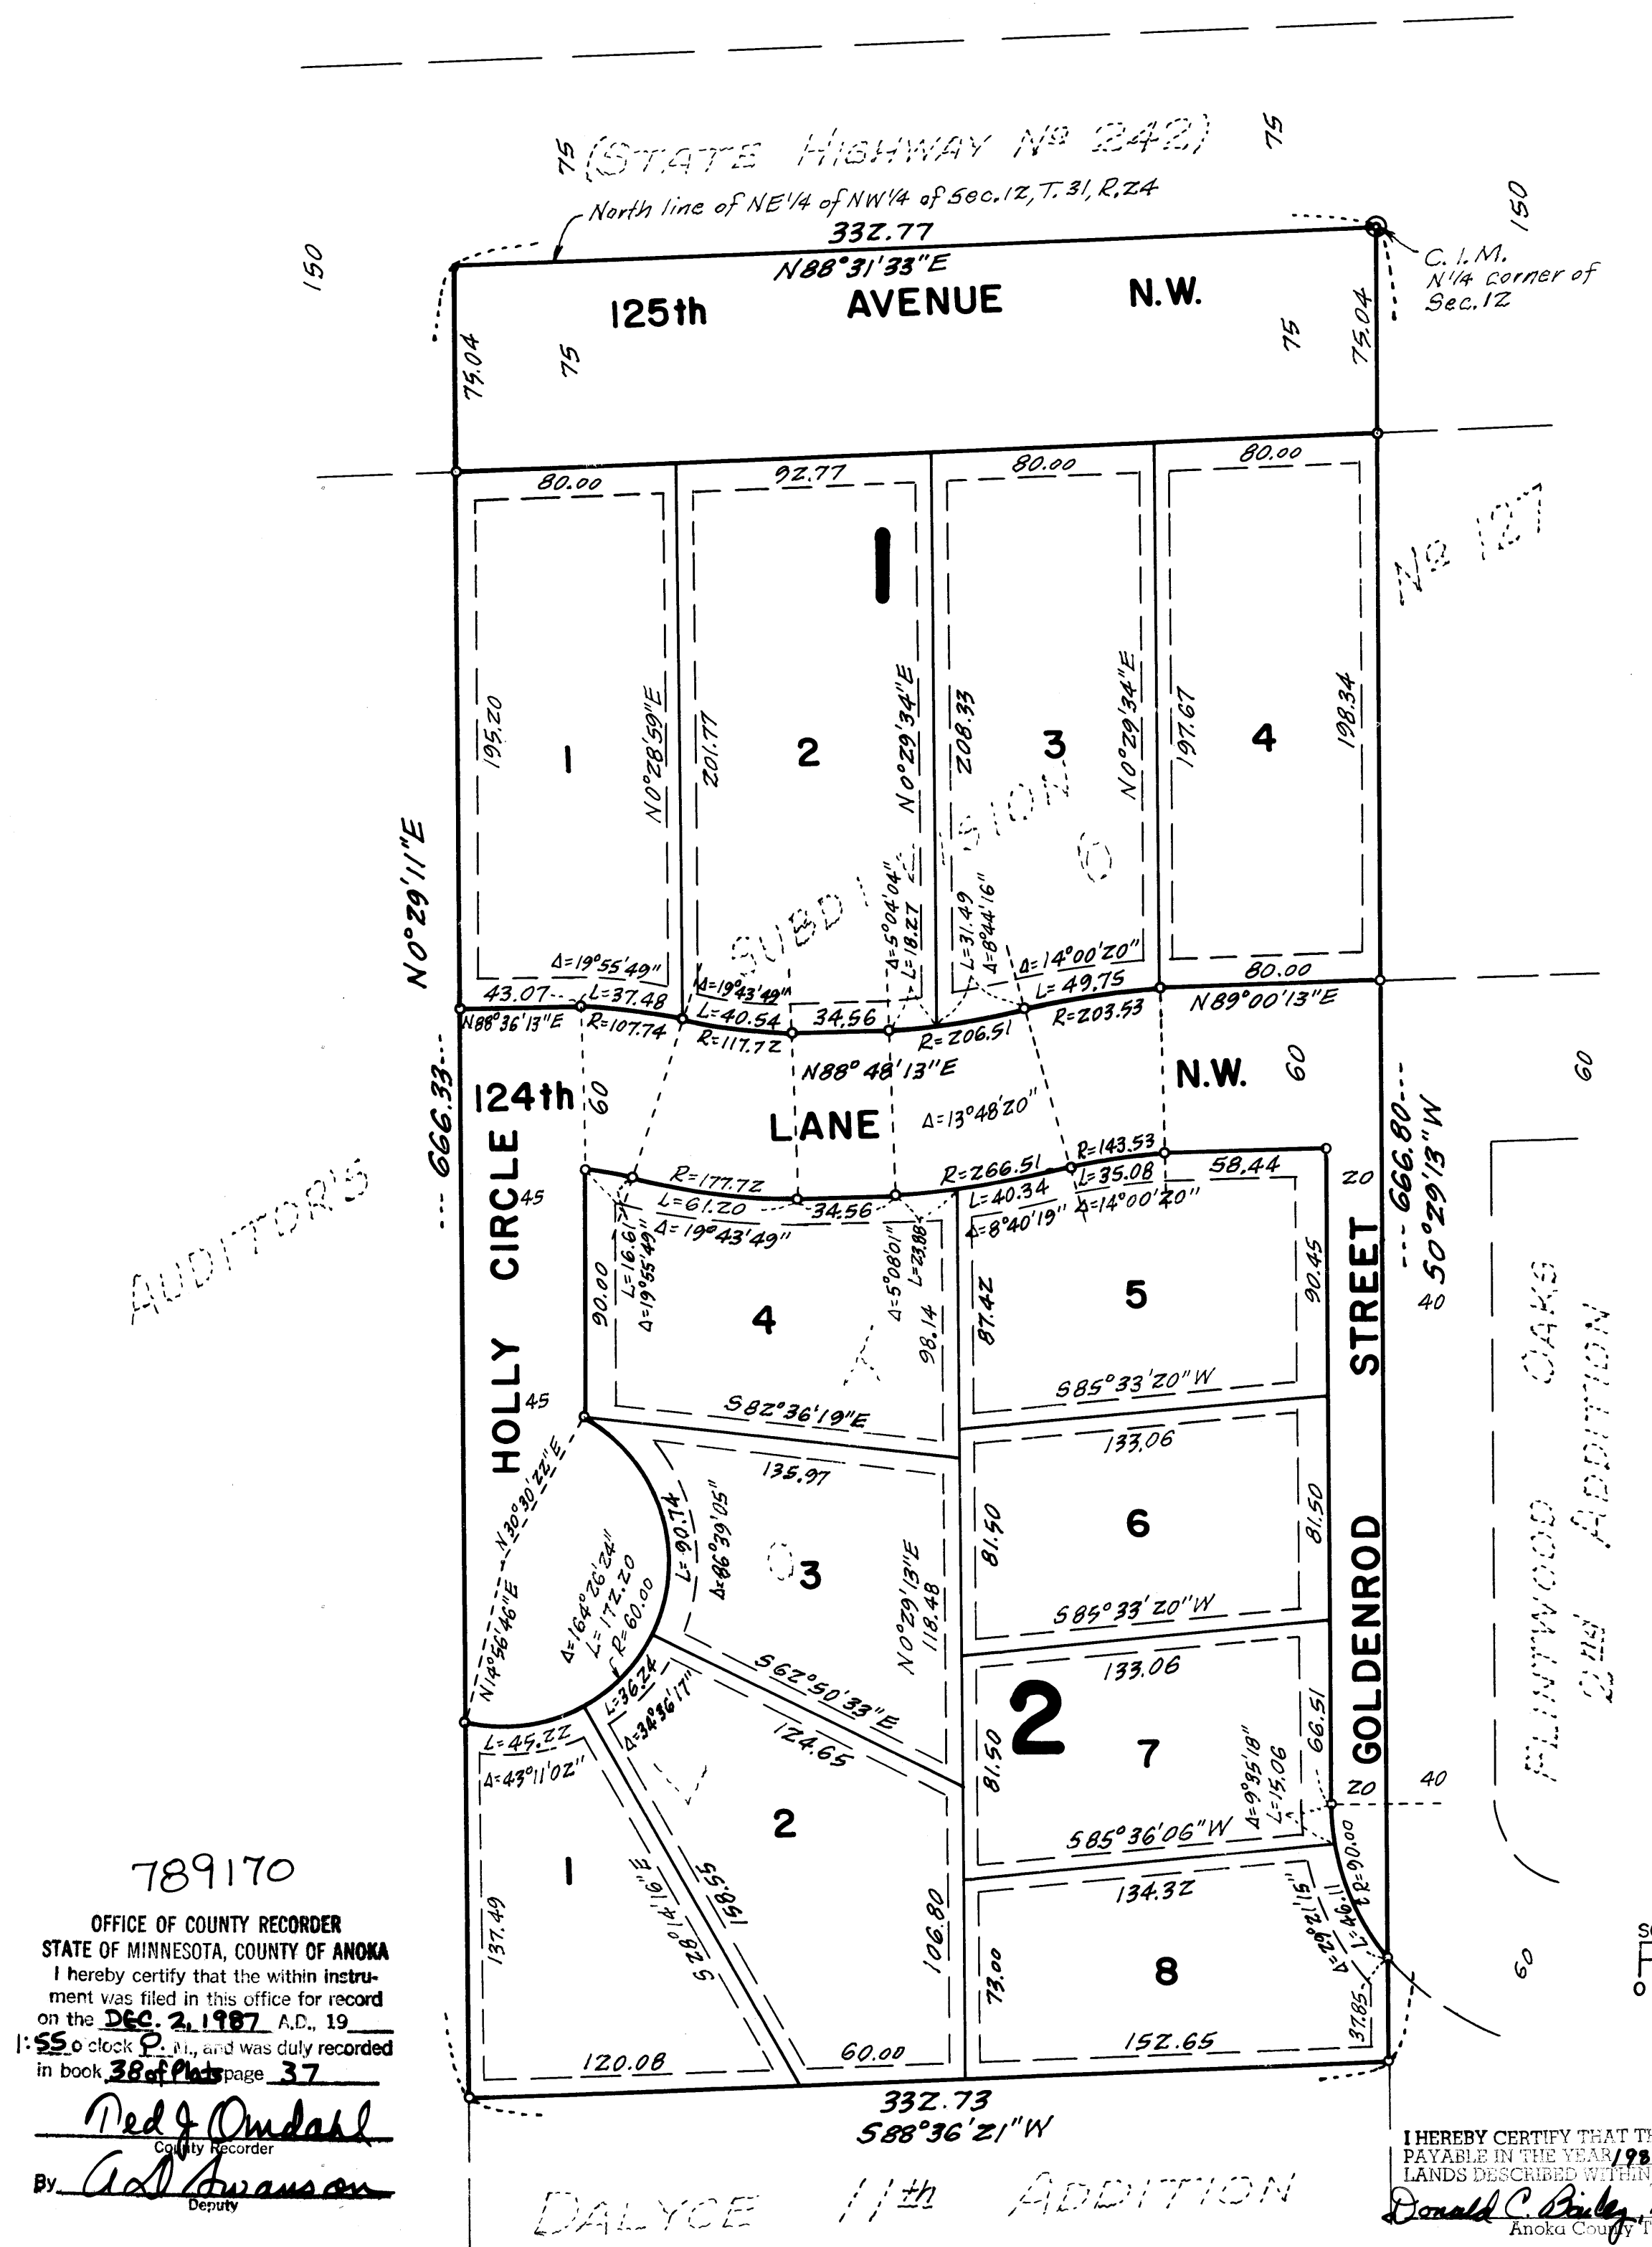 75 (STATE HIGHWAY Nº 242) 75
North line of NE 1/4 of NW 1/4 of Sec. 12, T. 31, R. 24
150
332.77
N88°31'33"E
150
C.I.M.
N 1/4 corner of
Sec. 12
125th AVENUE N.W.
75.04
75
75
75.04
80.00
92.77
80.00
80.00
1
Nº 127
195.20
1
N0°28'59"E
201.77
2
N0°29'34"E
208.33
3
N0°29'34"E
197.67
4
198.34
SUBDIVISION
6
N0°29'11"E
--- 666.33 ---
Δ=19°55'49"
43.07
L=37.48
Δ=19°43'49"
L=40.54
34.56
Δ=5°04'04"
L=18.27
L=31.49
Δ=8°44'16"
Δ=14°00'20"
L=49.75
80.00
N88°36'13"E
R=107.74
R=117.72
R=206.51
R=203.53
N89°00'13"E
N88°48'13"E
124th LANE N.W.
60
60
60
Δ=13°48'20"
--- 666.80 ---
S0°29'13"W
AUDITOR'S
HOLLY CIRCLE
45
45
R=177.72
L=61.20
Δ=19°43'49"
34.56
R=266.51
L=40.34
Δ=8°40'19"
R=143.53
L=35.08
Δ=14°00'20"
58.44
20
90.00
L=16.61
Δ=19°55'49"
4
Δ=5°08'01"
L=23.88
98.14
87.42
5
90.45
40
S82°36'19"E
S85°33'20"W
GOLDENROD STREET
FLINTWOOD OAKS
2nd ADDITION
N30°30'22"E
N14°56'46"E
Δ=164°26'24"
L=172.20
R=60.00
135.97
L=90.74
Δ=86°39'05"
3
N0°29'13"E
118.48
133.06
81.50
6
81.50
S85°33'20"W
S62°50'33"E
124.65
133.06
2
81.50
7
66.51
Δ=9°35'18"
L=15.06
20
40
S85°36'06"W
L=36.24
Δ=34°36'17"
L=45.22
Δ=43°11'02"
137.49
1
S28°14'16"E
158.55
2
106.80
134.32
73.00
8
R=90.00
L=46.11
Δ=29°21'15"
37.85
60
120.08
60.00
152.65
332.73
S88°36'21"W
DALYCE 11th ADDITION
789170
OFFICE OF COUNTY RECORDER
STATE OF MINNESOTA, COUNTY OF ANOKA
I hereby certify that the within instru-
ment was filed in this office for record
on the DEC. 2, 1987 A.D., 19
1:55 o'clock P. M., and was duly recorded
in book 38 of Plats page 37
Ted J Omdahl
County Recorder
By A D Swanson
Deputy
I HEREBY CERTIFY THAT TH
PAYABLE IN THE YEAR 198
LANDS DESCRIBED WITHIN
Donald C. Bailey,
Anoka County T